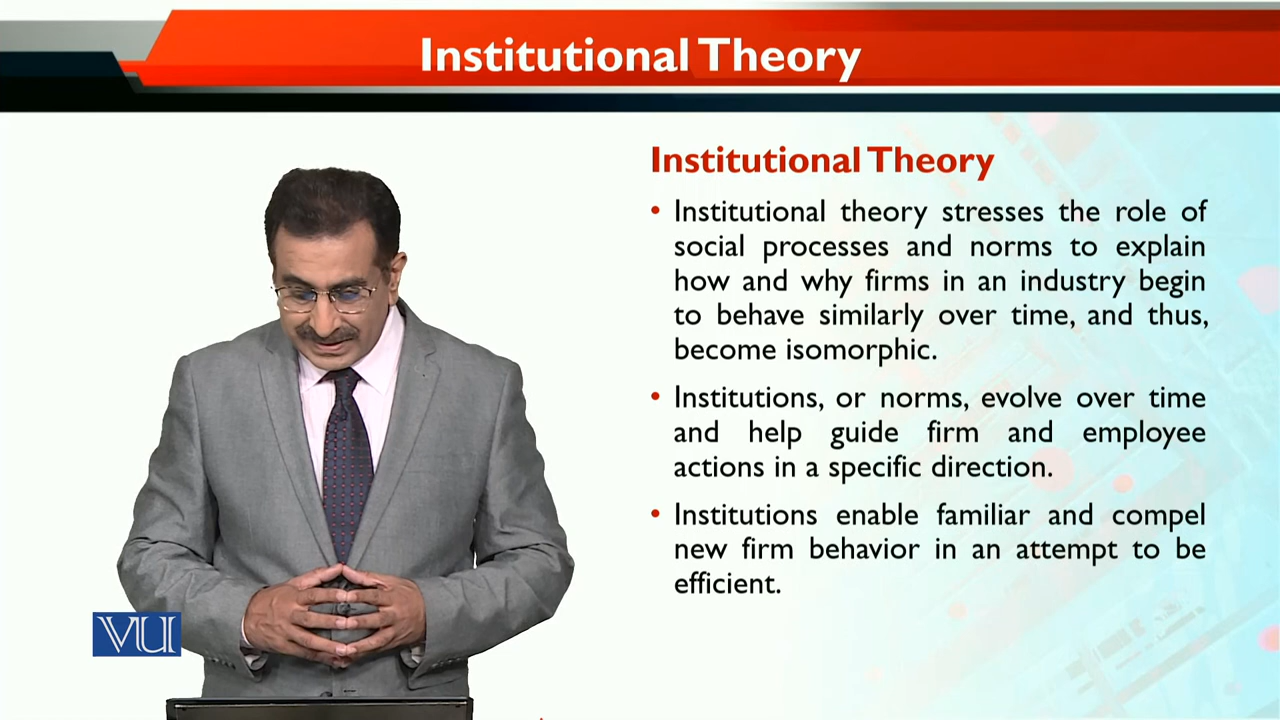 Institutional Theory
Institutional Theory
• Institutional theory stresses the role of
social processes and norms to explain
how and why firms in an industry begin
to behave similarly over time, and thus,
become isomorphic.
• Institutions, or norms, evolve over time
and help guide firm and employee
actions in a specific direction.
• Institutions enable familiar and compel
new firm behavior in an attempt to be
efficient.
VU